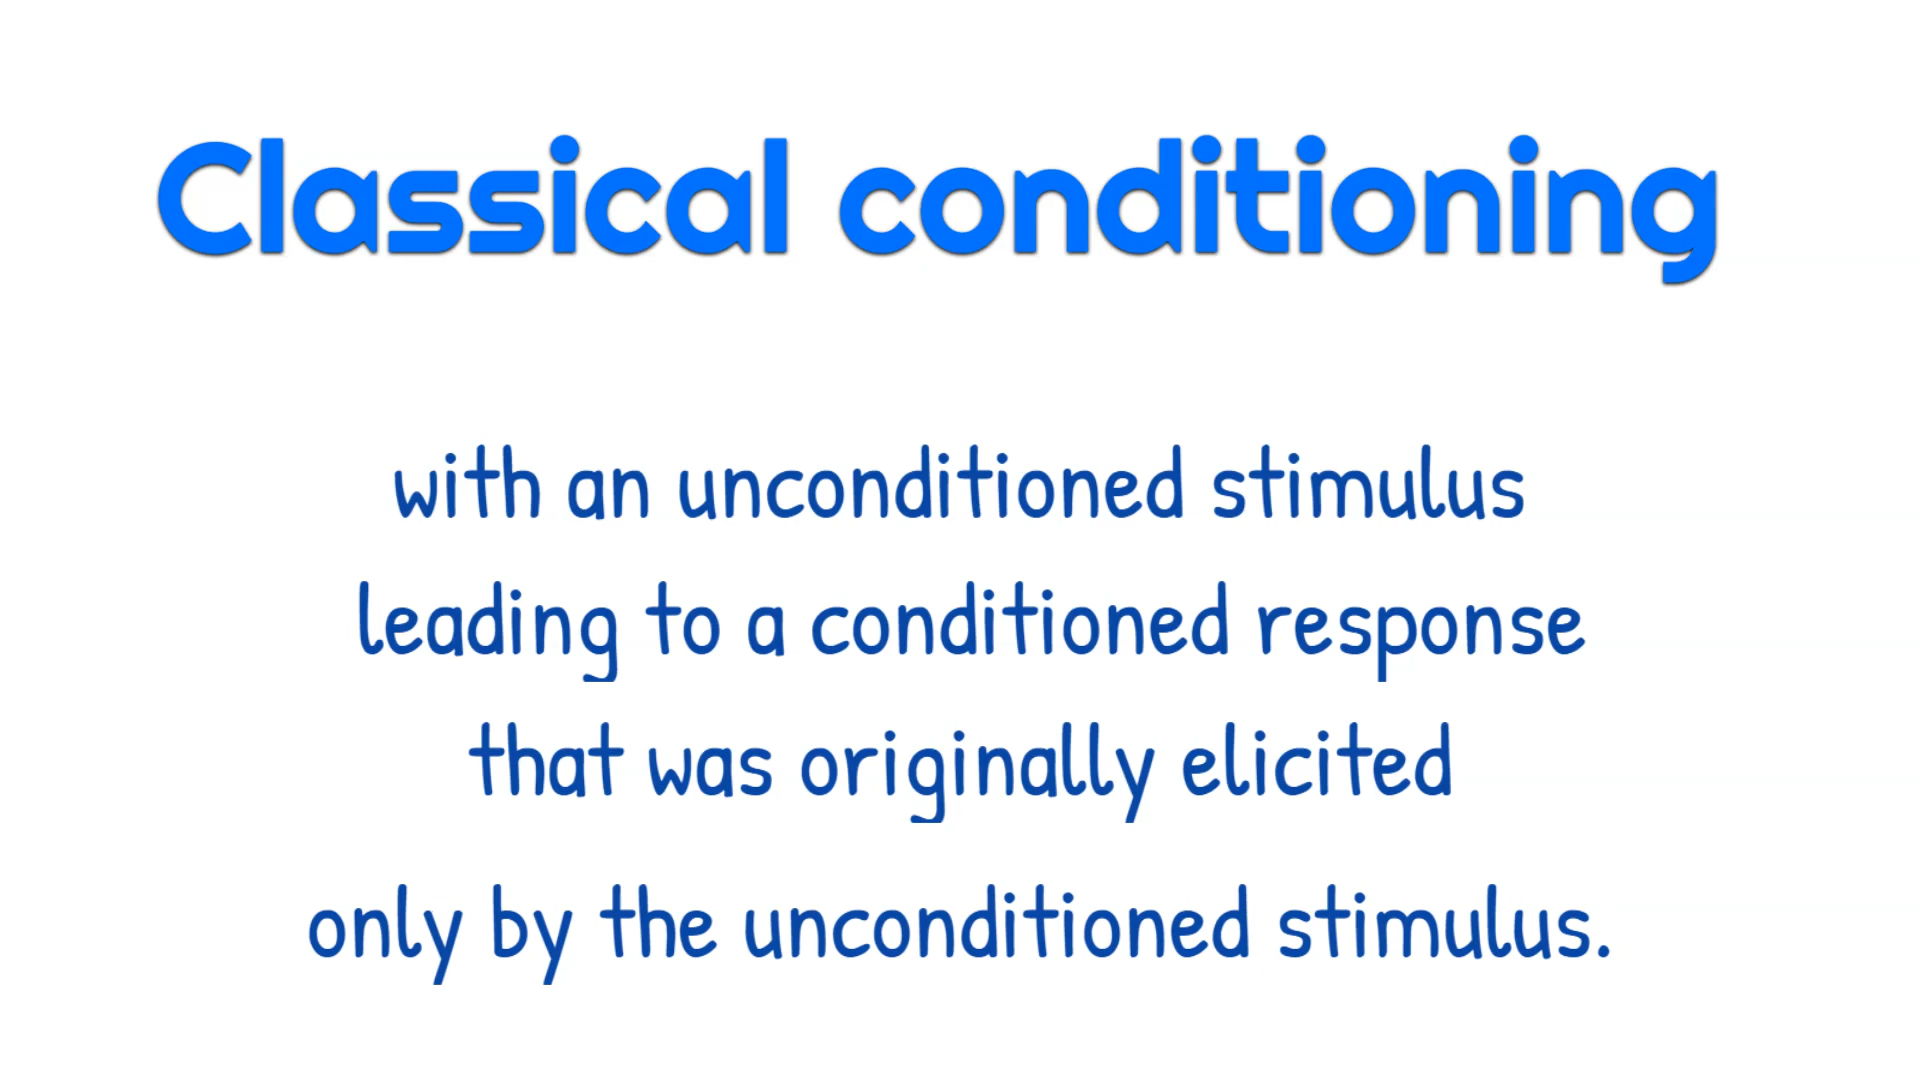 Classical conditioning
with an unconditioned stimulus
leading to a conditioned response
that was originally elicited
only by the unconditioned stimulus.